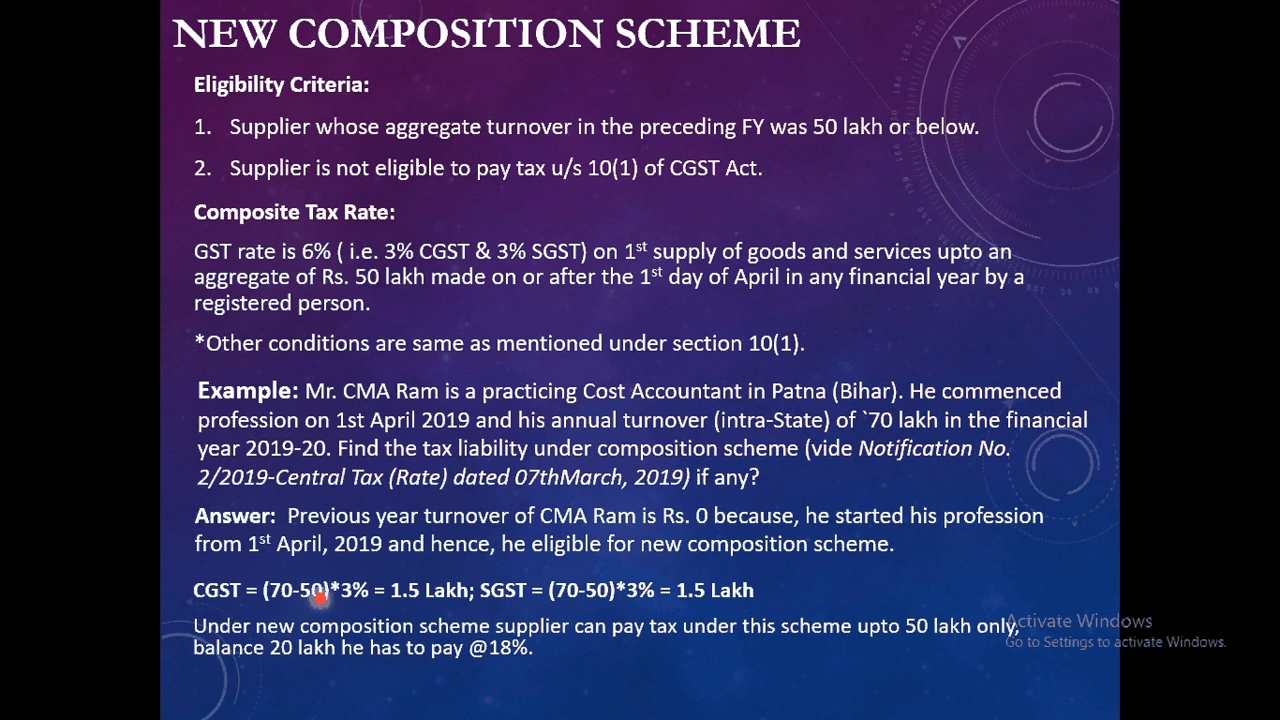 NEW COMPOSITION SCHEME
Eligibility Criteria:
1. Supplier whose aggregate turnover in the preceding FY was 50 lakh or below.
2. Supplier is not eligible to pay tax u/s 10(1) of CGST Act.
Composite Tax Rate:
GST rate is 6% ( i.e. 3% CGST & 3% SGST) on 1st supply of goods and services upto an
aggregate of Rs. 50 lakh made on or after the 1st day of April in any financial year by a
registered person.
*Other conditions are same as mentioned under section 10(1).
Example: Mr. CMA Ram is a practicing Cost Accountant in Patna (Bihar). He commenced
profession on 1st April 2019 and his annual turnover (intra-State) of `70 lakh in the financial
year 2019-20. Find the tax liability under composition scheme (vide Notification No.
2/2019-Central Tax (Rate) dated 07thMarch, 2019) if any?
Answer: Previous year turnover of CMA Ram is Rs. 0 because, he started his profession
from 1st April, 2019 and hence, he eligible for new composition scheme.
CGST = (70-50)*3% = 1.5 Lakh; SGST = (70-50)*3% = 1.5 Lakh
Under new composition scheme supplier can pay tax under this scheme upto 50 lakh only,
balance 20 lakh he has to pay @18%.
Activate Windows
Go to Settings to activate Windows.